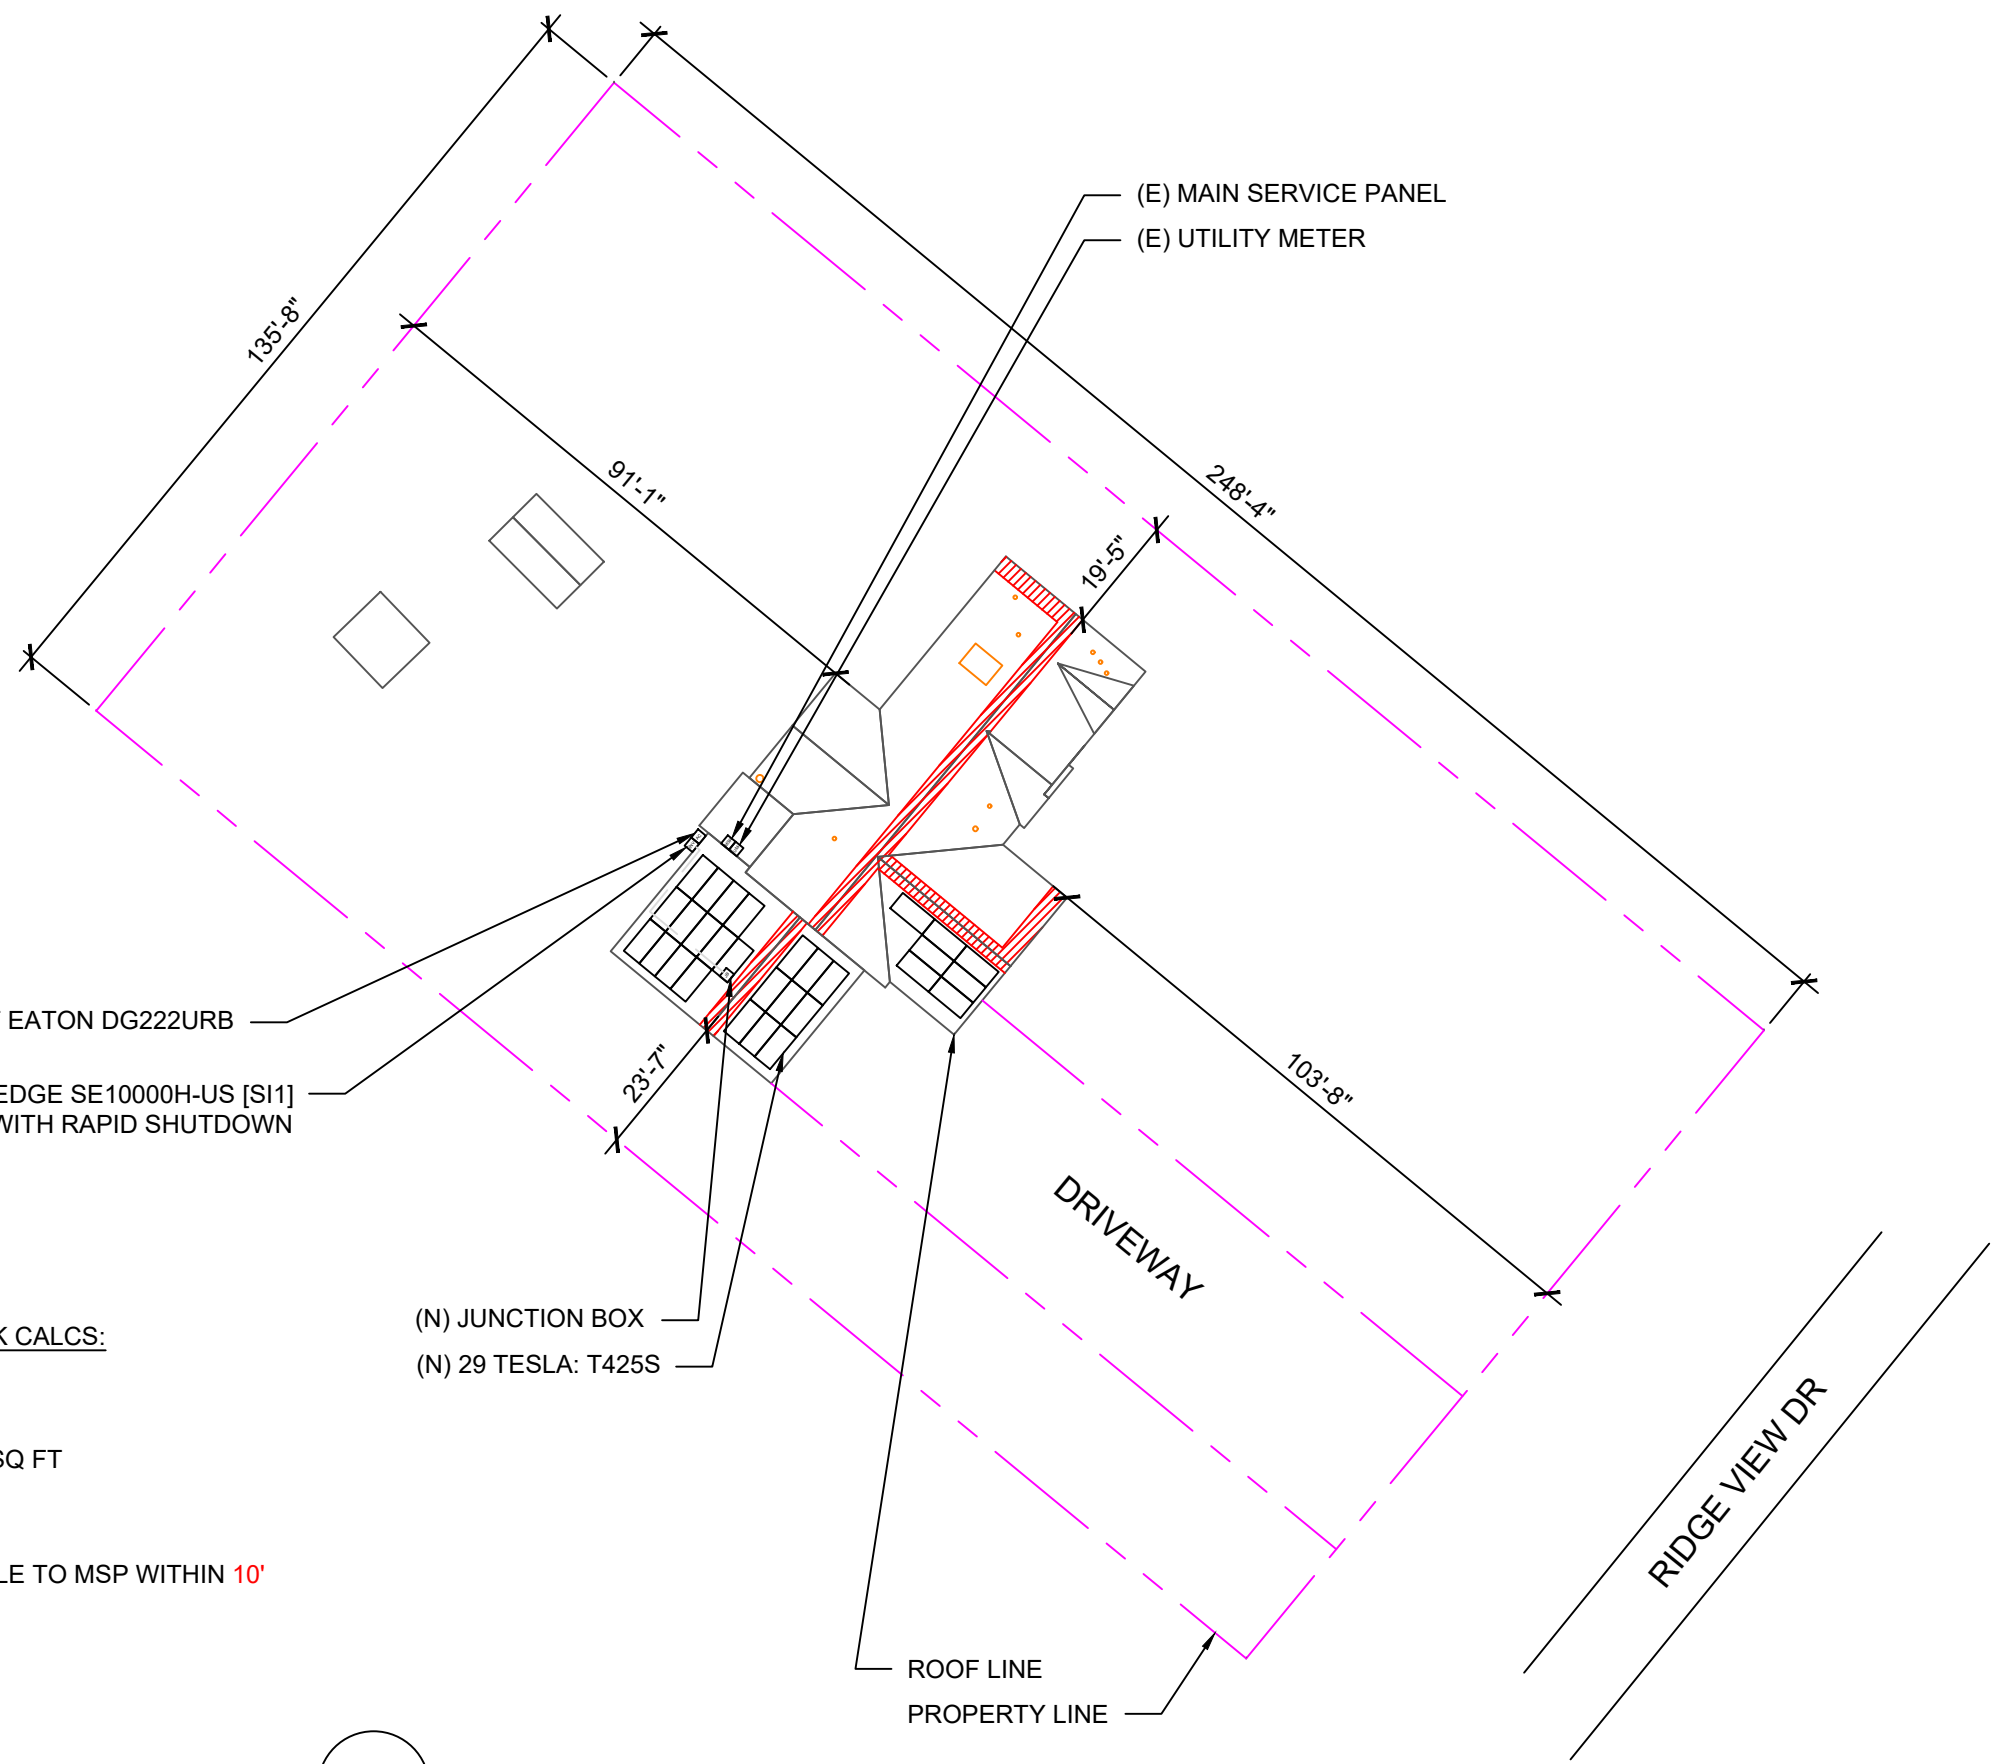 (E) MAIN SERVICE PANEL
(E) UTILITY METER
135'-8"
248'-4"
91'-1"
19'-5"
EATON DG222URB
EDGE SE10000H-US [SI1]
WITH RAPID SHUTDOWN
23'-7"
103'-8"
DRIVEWAY
(N) JUNCTION BOX
(N) 29 TESLA: T425S
K CALCS:
SQ FT
LE TO MSP WITHIN 10'
RIDGE VIEW DR
ROOF LINE
PROPERTY LINE